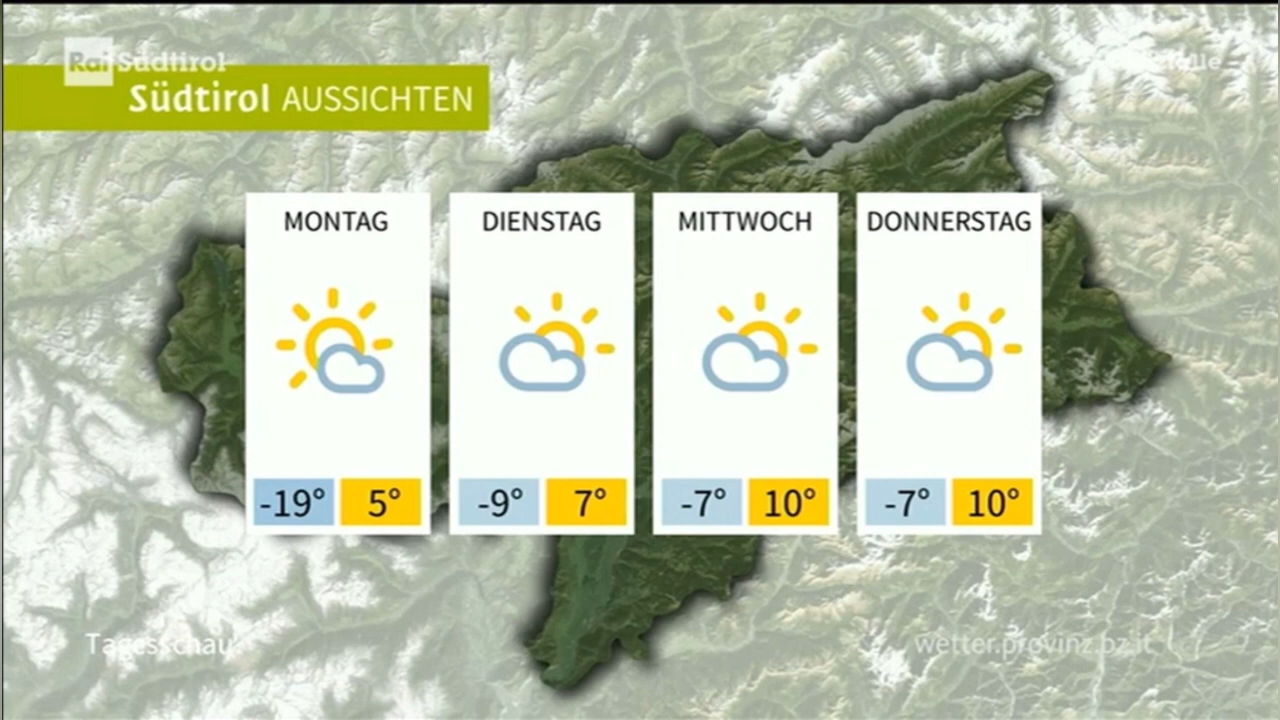 Rai Südtirol
Südtirol AUSSICHTEN
MONTAG
DIENSTAG
MITTWOCH
DONNERSTAG
-19° 5°
-9° 7°
-7° 10°
-7° 10°
Tagesschau
wetter.provinz.bz.it